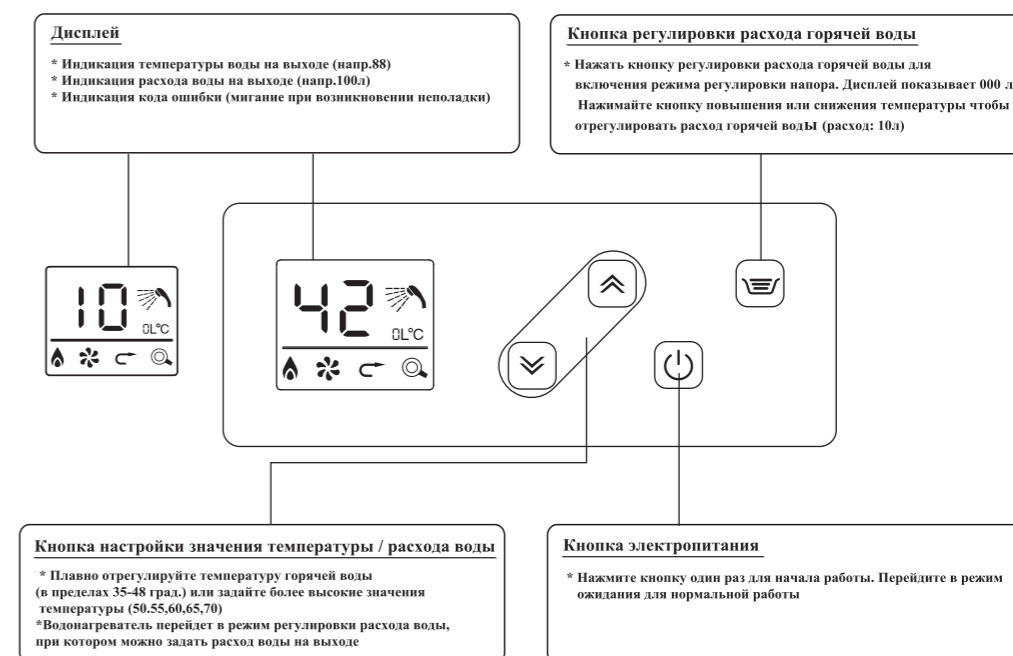 Дисплей
* Индикация температуры воды на выходе (напр.88)
* Индикация расхода воды на выходе (напр.100л)
* Индикация кода ошибки (мигание при возникновении неполадки)
Кнопка регулировки расхода горячей воды
* Нажать кнопку регулировки расхода горячей воды для
включения режима регулировки напора. Дисплей показывает 000 л
Нажимайте кнопку повышения или снижения температуры чтобы
отрегулировать расход горячей воды (расход: 10л)
10
0L°C
42
0L°C
Кнопка настройки значения температуры / расхода воды
* Плавно отрегулируйте температуру горячей воды
(в пределах 35-48 град.) или задайте более высокие значения
температуры (50.55,60,65,70)
*Водонагреватель перейдет в режим регулировки расхода воды,
при котором можно задать расход воды на выходе
Кнопка электропитания
* Нажмите кнопку один раз для начала работы. Перейдите в режим
ожидания для нормальной работы